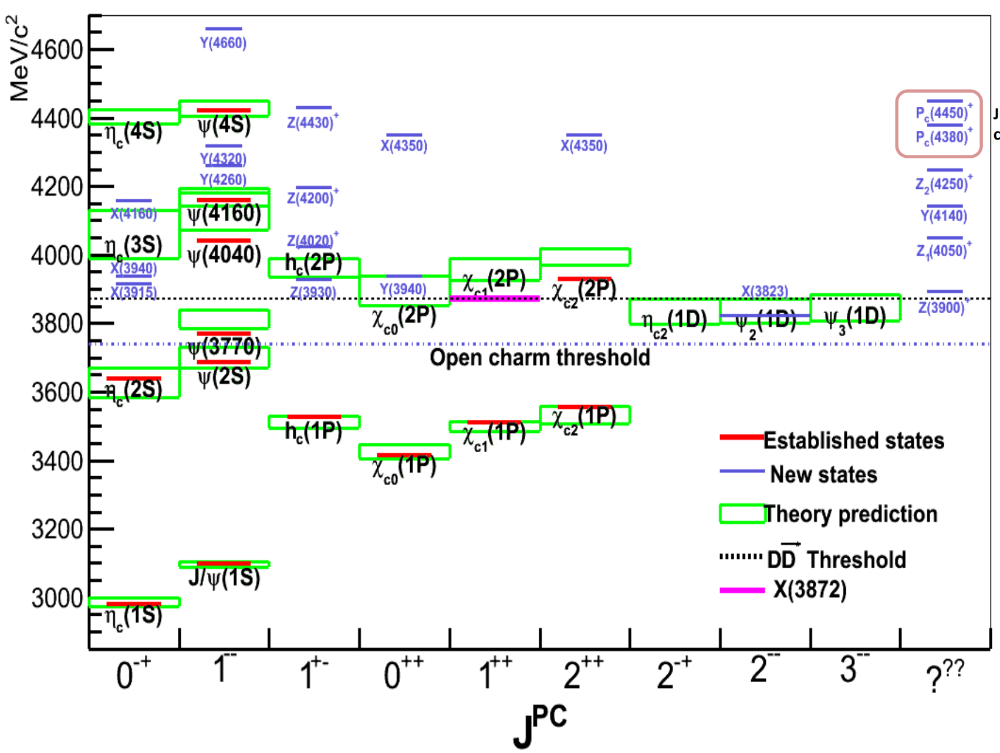 MeV/c²
4600
4400
4200
4000
3800
3600
3400
3200
3000
Y(4660)
η_c(4S)
ψ(4S)
Z(4430)⁺
X(4350)
X(4350)
P_c(4450)⁺
J
P_c(4380)⁺
c
Y(4320)
Y(4260)
Z₂(4250)⁺
Z(4200)⁺
X(4160)
ψ(4160)
Y(4140)
Z(4020)⁺
η_c(3S)
ψ(4040)
Z₁(4050)⁺
h_c(2P)
X(3940)
X(3915)
Z(3930)
Y(3940)
χ_c1(2P)
χ_c2(2P)
X(3823)
Z(3900)⁺
χ_c0(2P)
η_c2(1D)
ψ₂(1D)
ψ₃(1D)
ψ(3770)
Open charm threshold
η_c(2S)
ψ(2S)
h_c(1P)
χ_c0(1P)
χ_c1(1P)
χ_c2(1P)
J/ψ(1S)
η_c(1S)
Established states
New states
Theory prediction
DD̄* Threshold
X(3872)
0⁻⁺ 1⁻⁻ 1⁺⁻ 0⁺⁺ 1⁺⁺ 2⁺⁺ 2⁻⁺ 2⁻⁻ 3⁻⁻ ?^??
J^PC